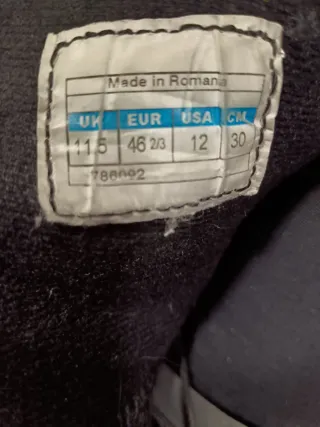 Made in Romania
UK EUR USA CM
11.5 46 2/3 12 30
786092